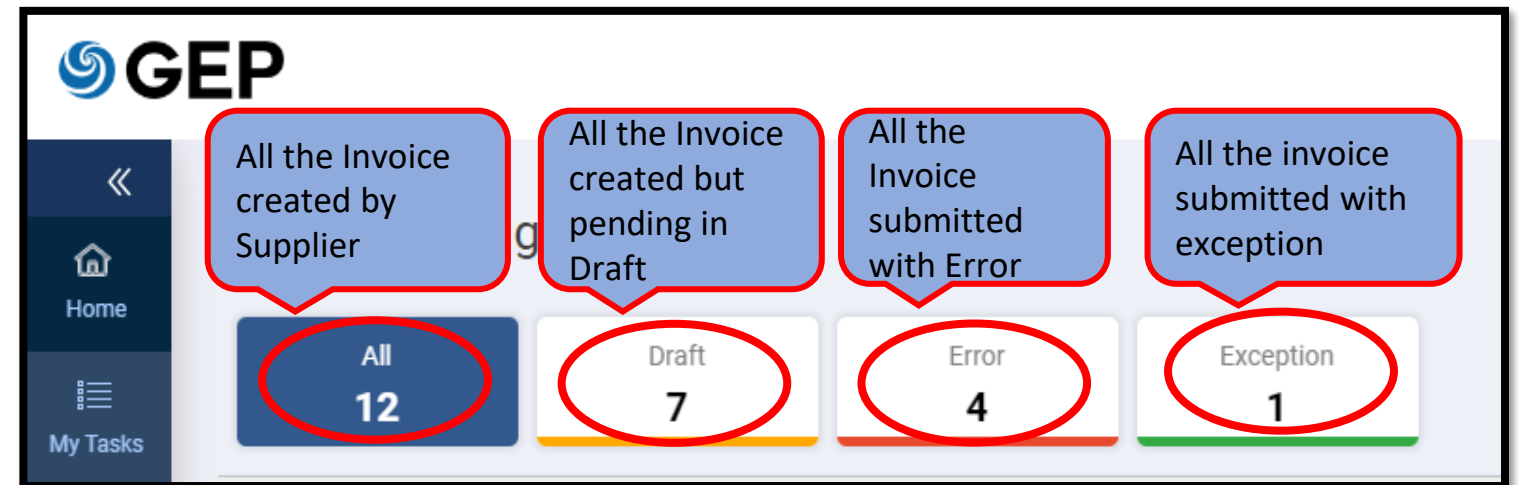 GEP
All the Invoice
created by
Supplier
All the Invoice
created but
pending in
Draft
All the
Invoice
submitted
with Error
All the invoice
submitted with
exception
g
Home
My Tasks
All
12
Draft
7
Error
4
Exception
1